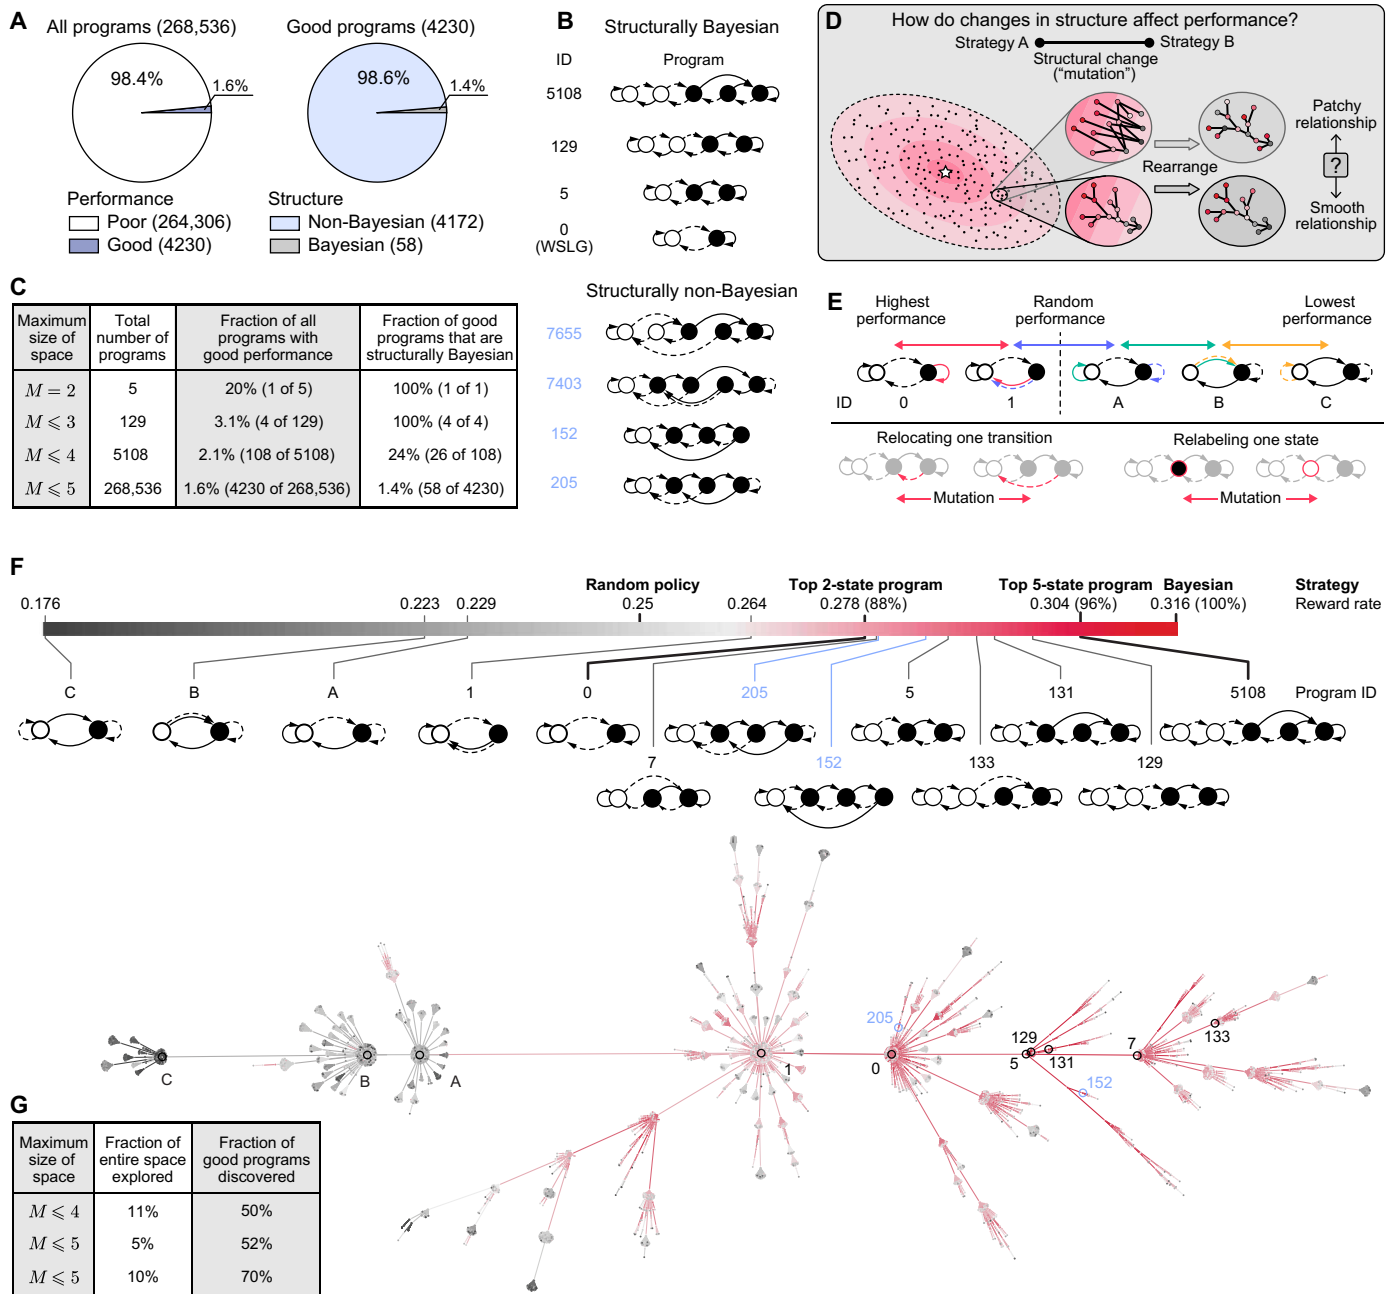 A
All programs (268,536)
98.4%
1.6%
Good programs (4230)
98.6%
1.4%
Performance
Poor (264,306)
Good (4230)
Structure
Non-Bayesian (4172)
Bayesian (58)
B
Structurally Bayesian
ID
Program
5108
129
5
0
(WSLG)
Structurally non-Bayesian
7655
7403
152
205
C
Maximum
size of
space
Total
number of
programs
Fraction of all
programs with
good performance
Fraction of good
programs that are
structurally Bayesian
M = 2
5
20% (1 of 5)
100% (1 of 1)
M ⩽ 3
129
3.1% (4 of 129)
100% (4 of 4)
M ⩽ 4
5108
2.1% (108 of 5108)
24% (26 of 108)
M ⩽ 5
268,536
1.6% (4230 of 268,536)
1.4% (58 of 4230)
D
How do changes in structure affect performance?
Strategy A
Strategy B
Structural change
("mutation")
Rearrange
Patchy
relationship
?
Smooth
relationship
E
Highest
performance
Random
performance
Lowest
performance
ID
0
1
A
B
C
Relocating one transition
Mutation
Relabeling one state
Mutation
F
Random policy
Top 2-state program
Top 5-state program
Bayesian
Strategy
0.176
0.223
0.229
0.25
0.264
0.278 (88%)
0.304 (96%)
0.316 (100%)
Reward rate
C
B
A
1
0
205
5
131
5108
Program ID
7
152
133
129
C
B
A
1
0
205
129
5
131
152
7
133
G
Maximum
size of
space
Fraction of
entire space
explored
Fraction of
good programs
discovered
M ⩽ 4
11%
50%
M ⩽ 5
5%
52%
M ⩽ 5
10%
70%